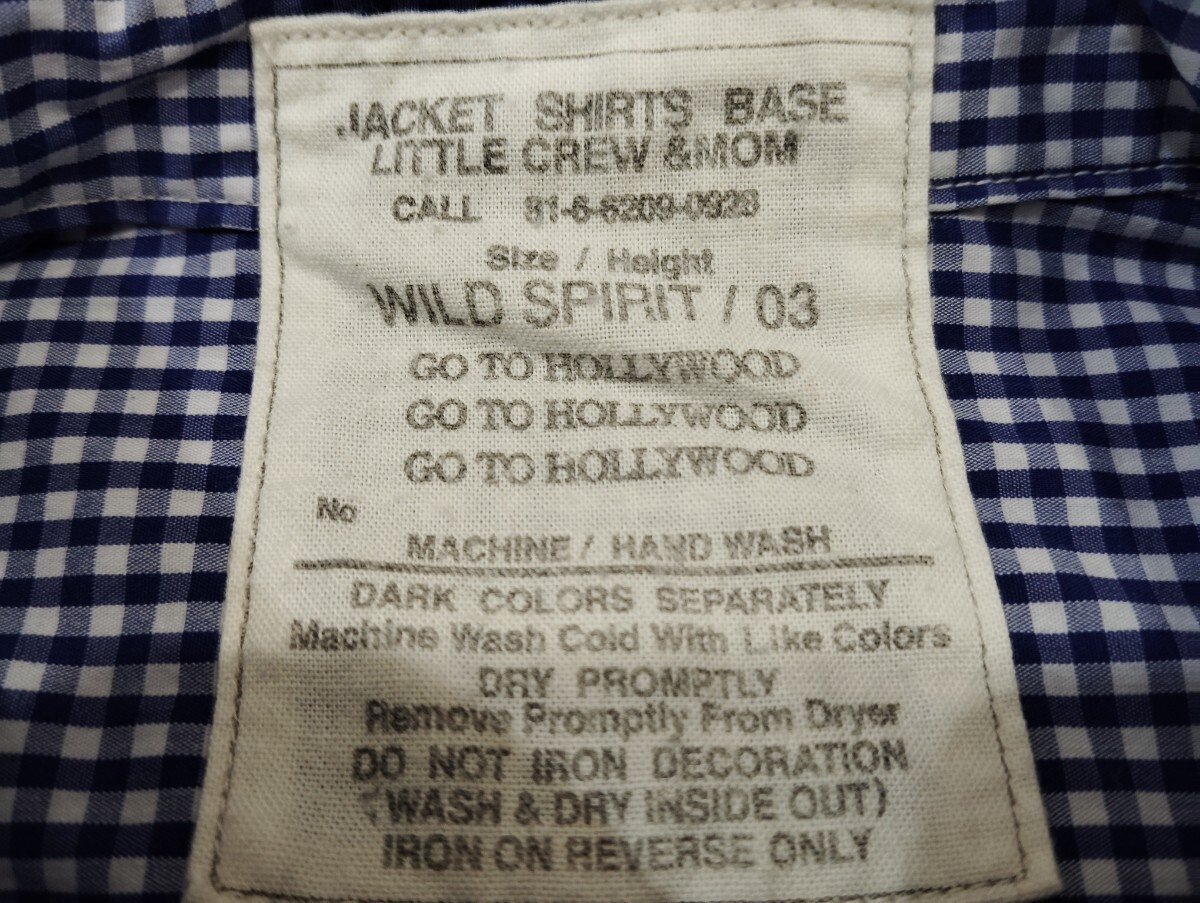 JACKET SHIRTS BASE
LITTLE CREW &MOM
CALL 81-6-6209-0928
Size / Height
WILD SPIRIT / 03
GO TO HOLLYWOOD
GO TO HOLLYWOOD
GO TO HOLLYWOOD
No
MACHINE / HAND WASH
DARK COLORS SEPARATELY
Machine Wash Cold With Like Colors
DRY PROMPTLY
Remove Promptly From Dryer
DO NOT IRON DECORATION
(WASH & DRY INSIDE OUT)
IRON ON REVERSE ONLY